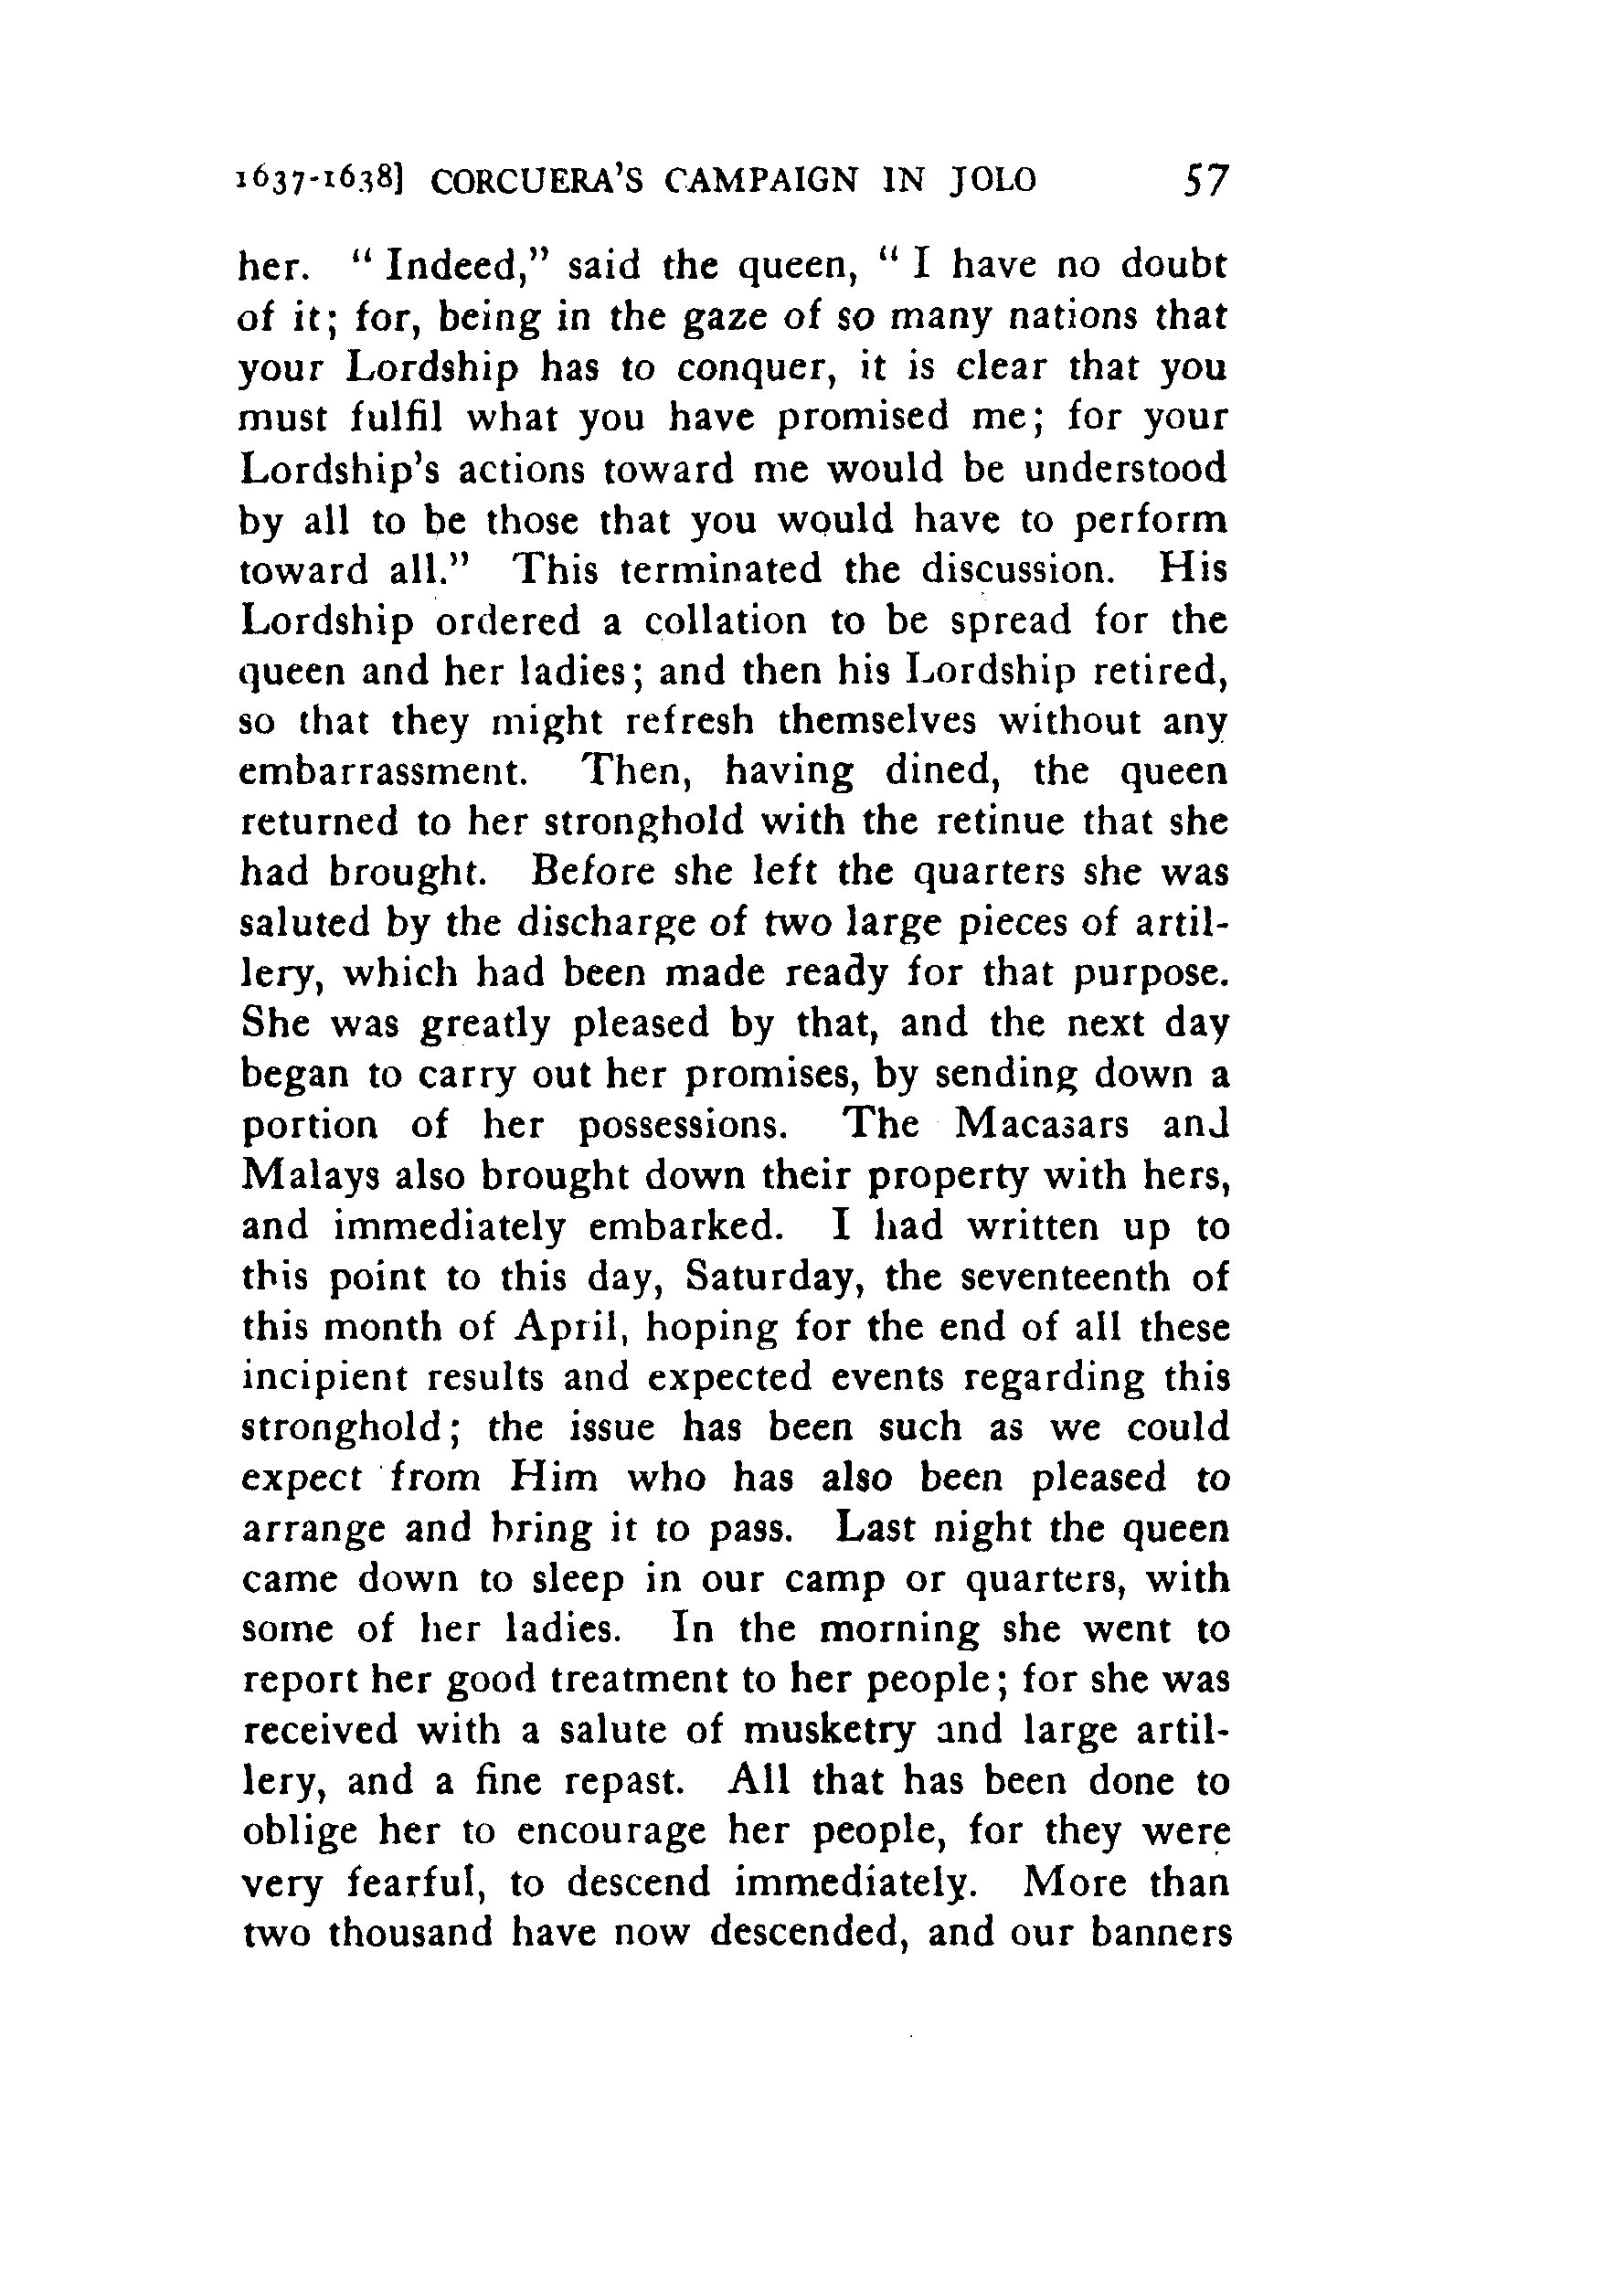 1637-1638] CORCUERA'S CAMPAIGN IN JOLO 57
her. " Indeed," said the queen, " I have no doubt
of it; for, being in the gaze of so many nations that
your Lordship has to conquer, it is clear that you
must fulfil what you have promised me; for your
Lordship's actions toward me would be understood
by all to be those that you would have to perform
toward all." This terminated the discussion. His
Lordship ordered a collation to be spread for the
queen and her ladies; and then his Lordship retired,
so that they might refresh themselves without any
embarrassment. Then, having dined, the queen
returned to her stronghold with the retinue that she
had brought. Before she left the quarters she was
saluted by the discharge of two large pieces of artil-
lery, which had been made ready for that purpose.
She was greatly pleased by that, and the next day
began to carry out her promises, by sending down a
portion of her possessions. The Macasars and
Malays also brought down their property with hers,
and immediately embarked. I had written up to
this point to this day, Saturday, the seventeenth of
this month of April, hoping for the end of all these
incipient results and expected events regarding this
stronghold; the issue has been such as we could
expect from Him who has also been pleased to
arrange and bring it to pass. Last night the queen
came down to sleep in our camp or quarters, with
some of her ladies. In the morning she went to
report her good treatment to her people; for she was
received with a salute of musketry and large artil-
lery, and a fine repast. All that has been done to
oblige her to encourage her people, for they were
very fearful, to descend immediately. More than
two thousand have now descended, and our banners